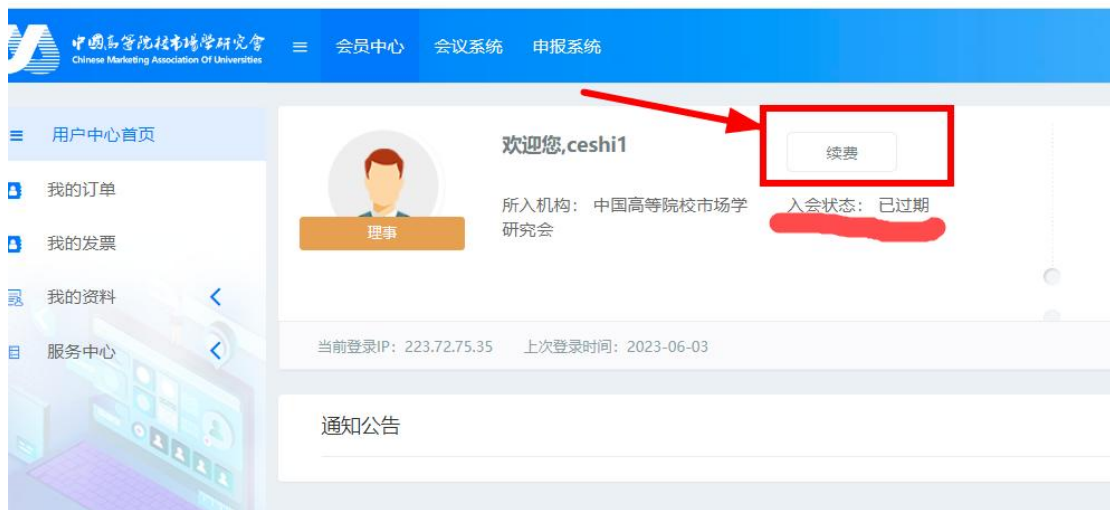 中國高等院校市場学研究会
Chinese Marketing Association Of Universities
会员中心
会议系统
申报系统
用户中心首页
我的订单
我的发票
我的资料
服务中心
欢迎您,ceshi1
续费
所入机构： 中国高等院校市场学
研究会
入会状态： 已过期
理事
当前登录IP：223.72.75.35
上次登录时间：2023-06-03
通知公告